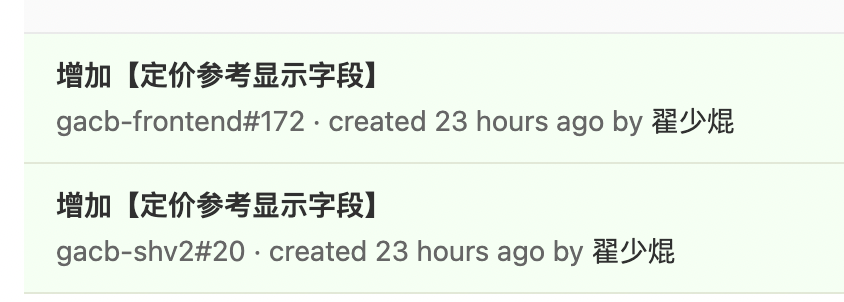 增加【定价参考显示字段】
gacb-frontend#172 · created 23 hours ago by 翟少焜
增加【定价参考显示字段】
gacb-shv2#20 · created 23 hours ago by 翟少焜